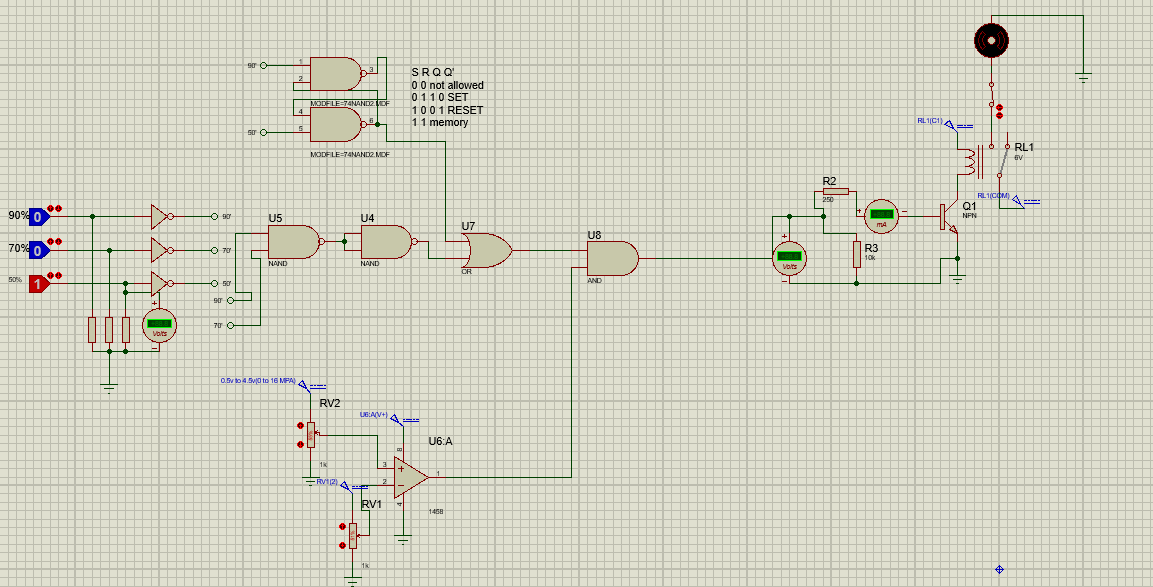 90'
1
2
3
MODFILE=74NAND2.MDF
4
5
6
50'
MODFILE=74NAND2.MDF
S R Q Q'
0 0 not allowed
0 1 1 0 SET
1 0 0 1 RESET
1 1 memory
RL1(C1)
RL1
6V
RL1(COM)
R2
250
mA
Q1
NPN
R3
10k
Volts
90%
0
90'
70%
0
70'
50%
1
50'
90'
70'
Volts
U5
NAND
U4
NAND
U7
OR
U8
AND
0.5v to 4.5v(0 to 16 MPA)
RV2
1k
U6:A(V+)
U6:A
8
3
2
1
4
1458
RV1(2)
RV1
1k